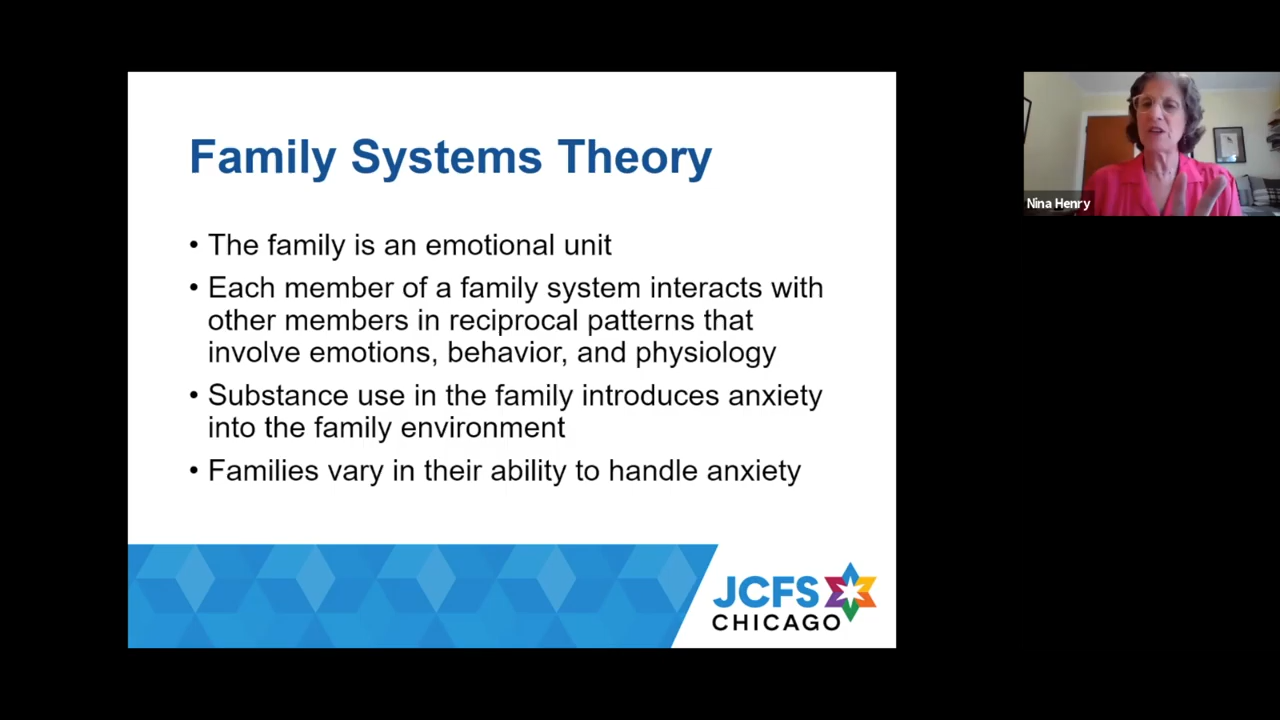 Family Systems Theory
• The family is an emotional unit
• Each member of a family system interacts with
other members in reciprocal patterns that
involve emotions, behavior, and physiology
• Substance use in the family introduces anxiety
into the family environment
• Families vary in their ability to handle anxiety
JCFS
CHICAGO
Nina Henry